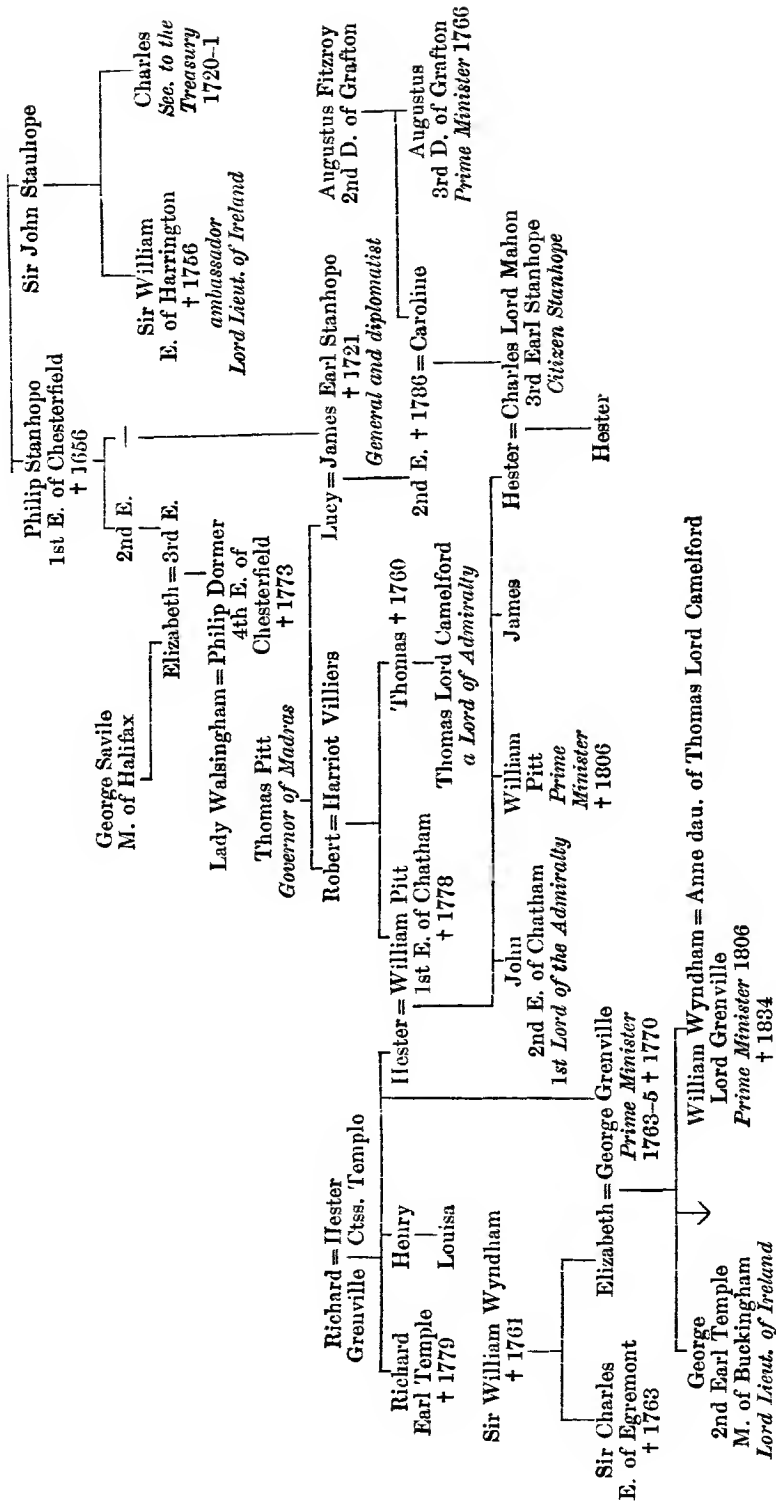 Philip Stanhopo
1st E. of Chesterfield
† 1656
Sir John Stauhope
George Savile
M. of Halifax
2nd E.
Sir William
E. of Harrington
† 1756
ambassador
Lord Lieut. of Ireland
Charles
See. to the
Treasury
1720-1
Elizabeth = 3rd E.
Lady Walsingham = Philip Dormer
4th E. of
Chesterfield
† 1773
Thomas Pitt
Governor of Madras
Richard = Hester
Grenville Ctss. Templo
Robert = Harriot Villiers
Lucy = James Earl Stanhopo
† 1721
General and diplomatist
Augustus Fitzroy
2nd D. of Grafton
Richard
Earl Temple
† 1779
Henry
Louisa
Hester = William Pitt
1st E. of Chatham
† 1778
Thomas † 1760
Thomas Lord Camelford
a Lord of Admiralty
2nd E. † 1786 = Caroline
Augustus
3rd D. of Grafton
Prime Minister 1766
Sir William Wyndham
† 1761
John
2nd E. of Chatham
1st Lord of the Admiralty
William
Pitt Prime
Minister
† 1806
James
Hester = Charles Lord Mahon
3rd Earl Stanhope
Citizen Stanhope
Hester
Sir Charles
E. of Egremont
† 1763
Elizabeth = George Grenville
Prime Minister
1763-5 † 1770
George
2nd Earl Temple
M. of Buckingham
Lord Lieut. of Ireland
William Wyndham = Anne dau. of Thomas Lord Camelford
Lord Grenville
Prime Minister 1806
† 1834